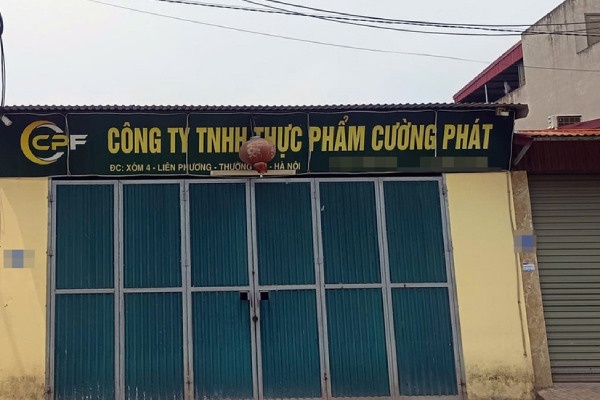 CPF
CÔNG TY TNHH THỰC PHẨM CƯỜNG PHÁT
ĐC: XÓM 4 - LIÊN PHƯƠNG - THƯỜNG - HÀ NỘI